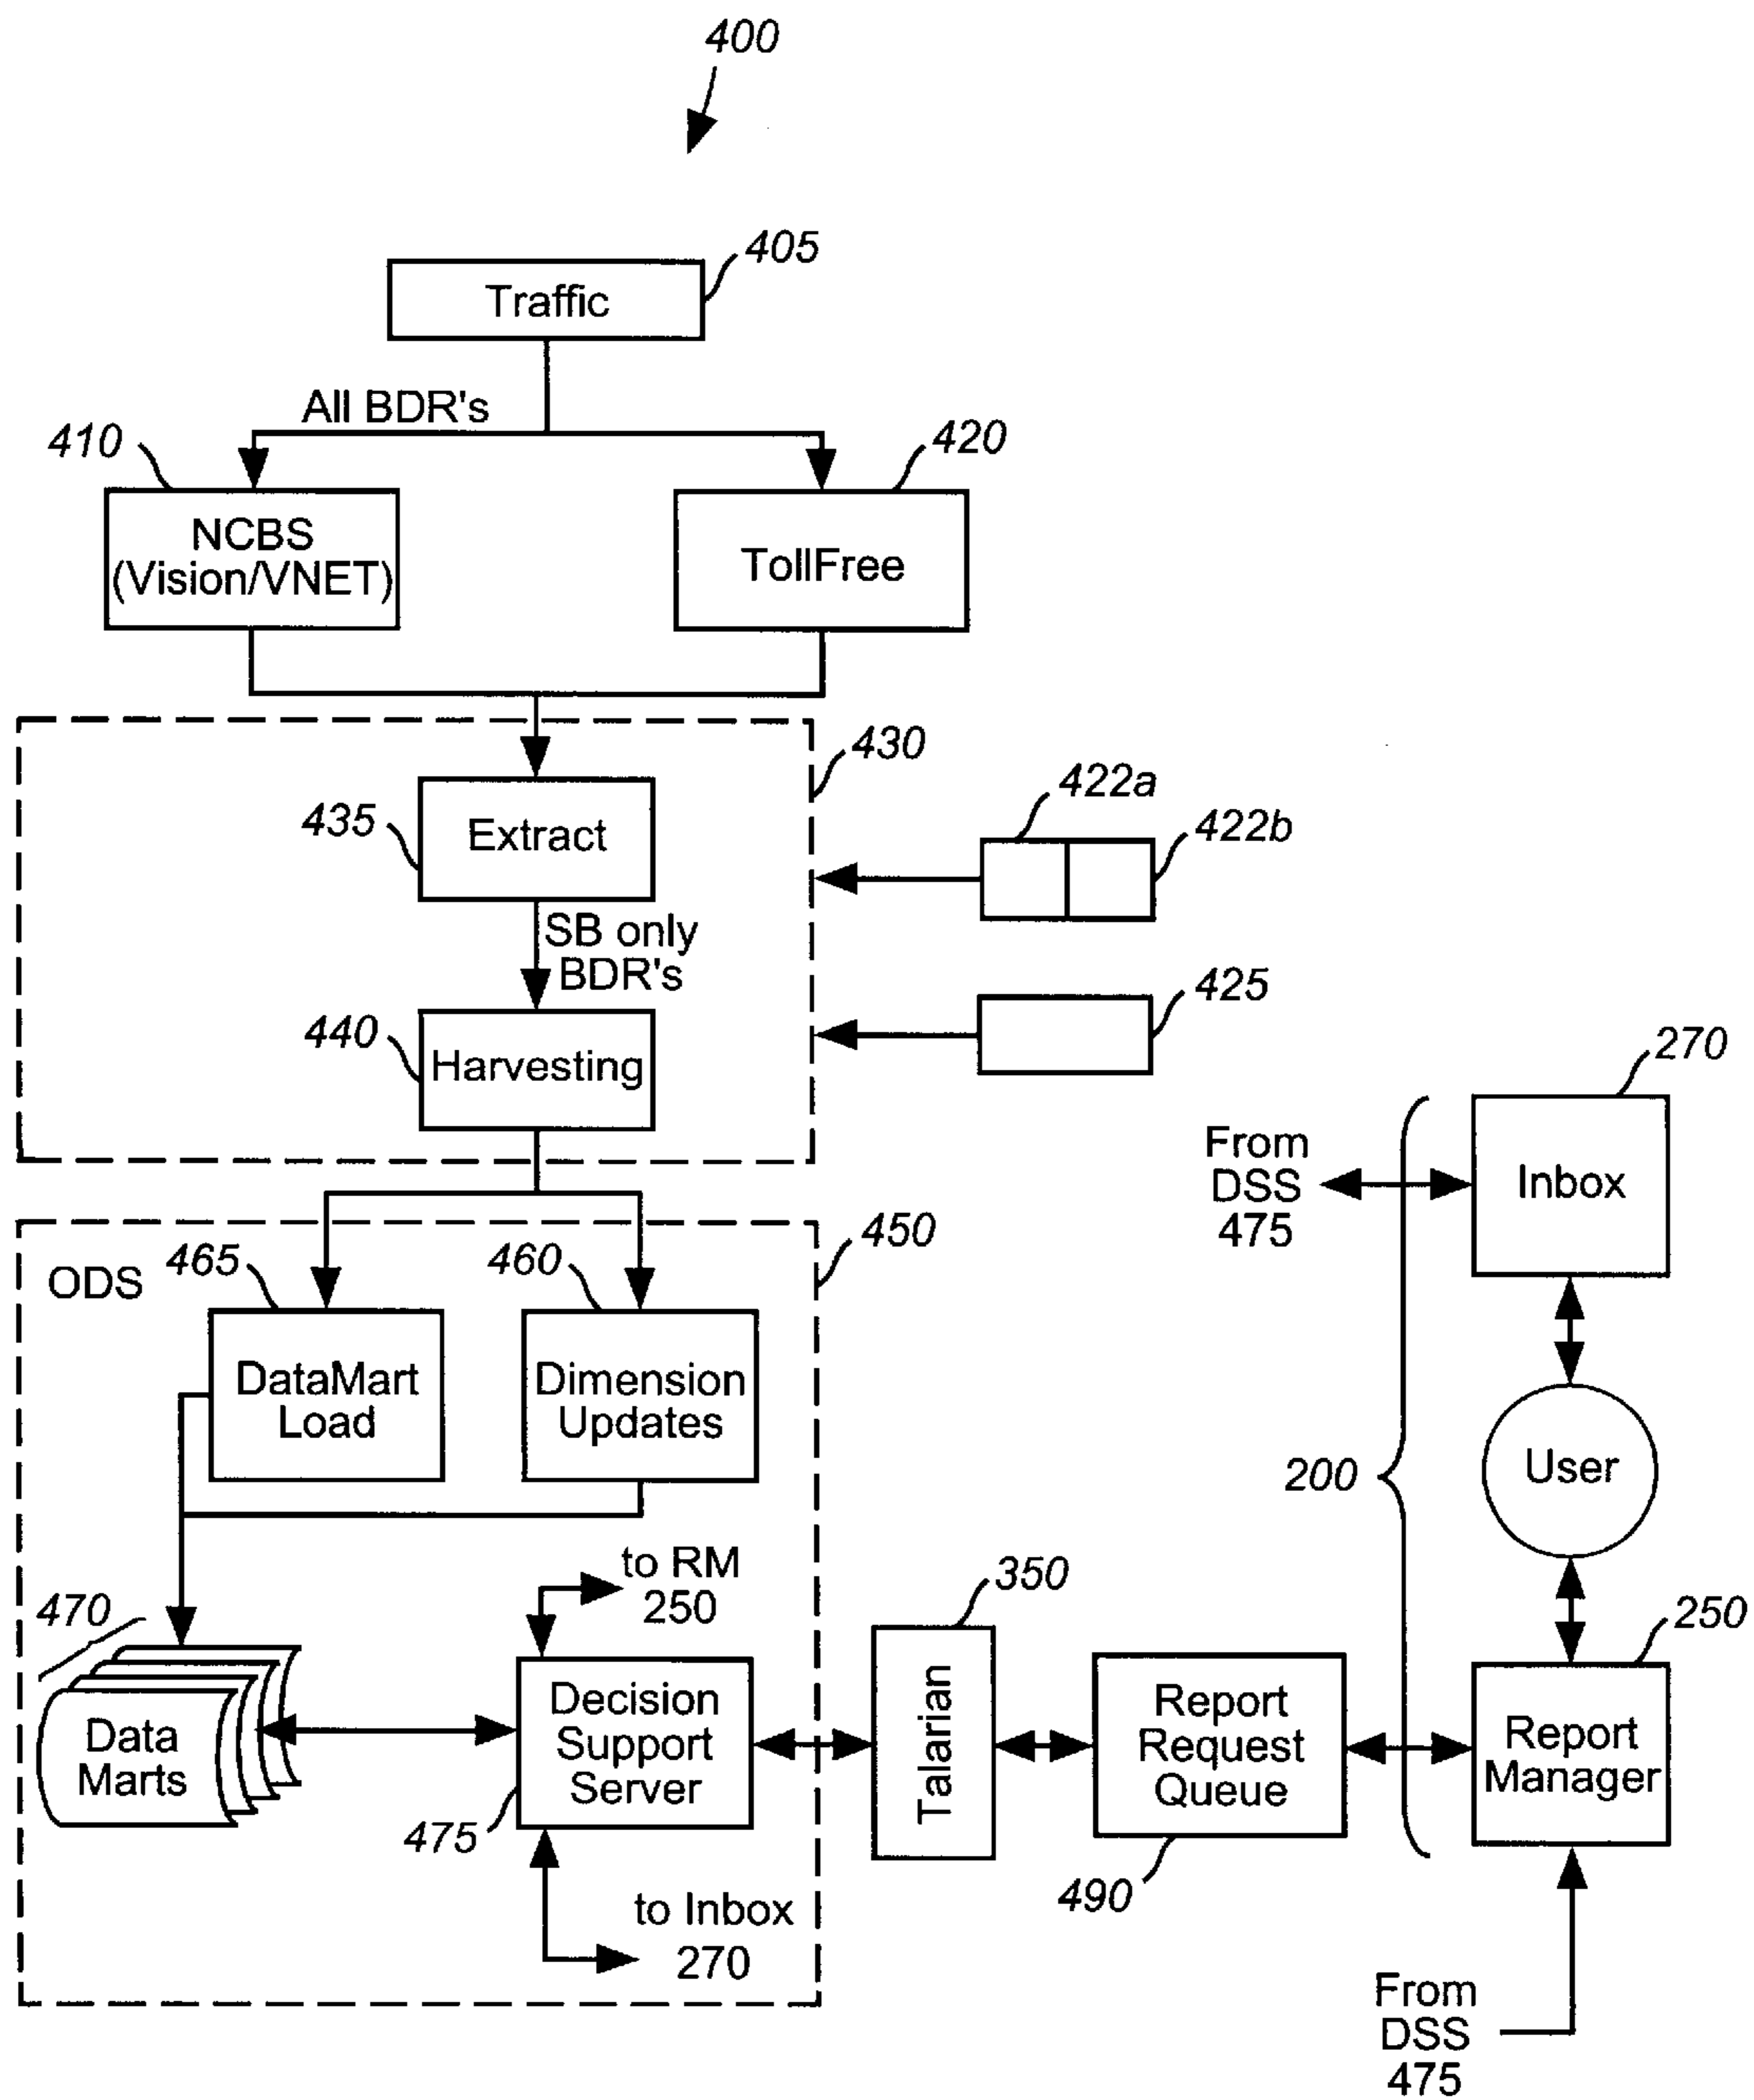 400
405
Traffic
All BDR's
410
420
NCBS
(Vision/VNET)
TollFree
430
422a
435
Extract
422b
SB only
BDR's
425
440
Harvesting
270
From
DSS
475
Inbox
450
465
460
ODS
DataMart
Load
Dimension
Updates
User
200
to RM
250
350
470
250
Data
Marts
Decision
Support
Server
Talarian
Report
Request
Queue
Report
Manager
475
490
to Inbox
270
From
DSS
475